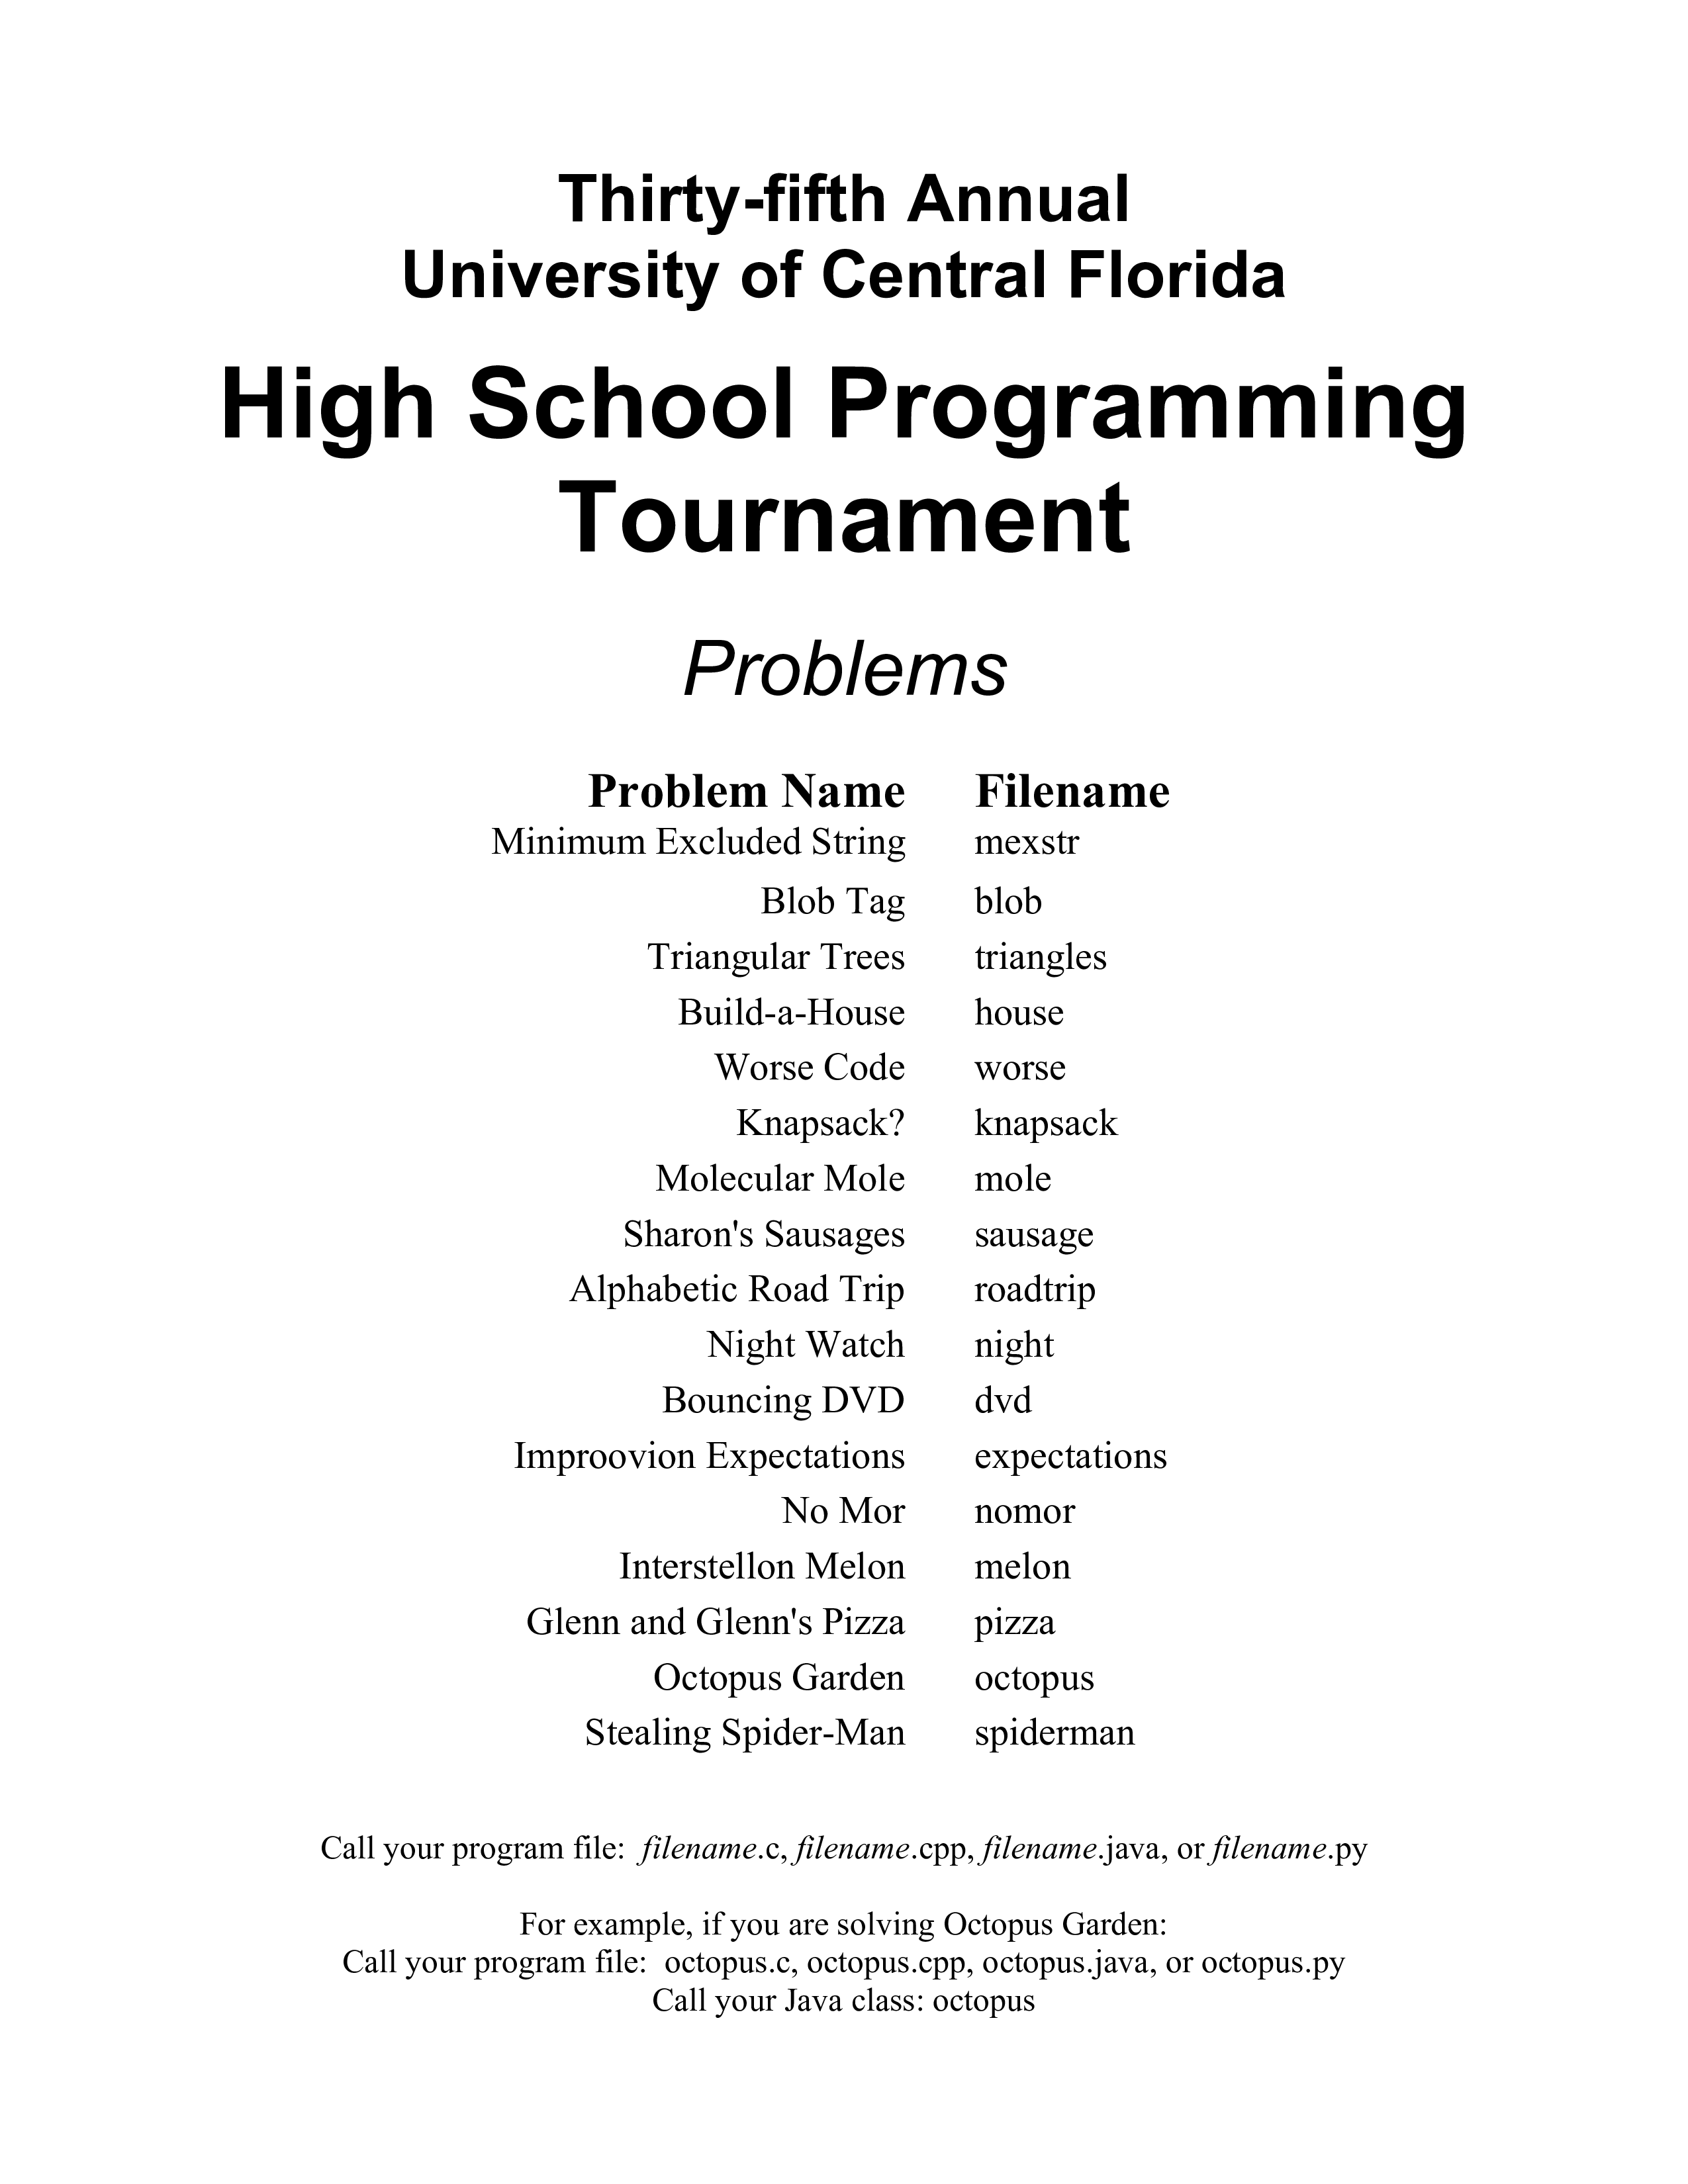 Thirty-fifth Annual
University of Central Florida
High School Programming
Tournament
Problems
Problem Name Filename
Minimum Excluded String mexstr
Blob Tag blob
Triangular Trees triangles
Build-a-House house
Worse Code worse
Knapsack? knapsack
Molecular Mole mole
Sharon's Sausages sausage
Alphabetic Road Trip roadtrip
Night Watch night
Bouncing DVD dvd
Improovion Expectations expectations
No Mor nomor
Interstellon Melon melon
Glenn and Glenn's Pizza pizza
Octopus Garden octopus
Stealing Spider-Man spiderman
Call your program file: filename.c, filename.cpp, filename.java, or filename.py
For example, if you are solving Octopus Garden:
Call your program file: octopus.c, octopus.cpp, octopus.java, or octopus.py
Call your Java class: octopus